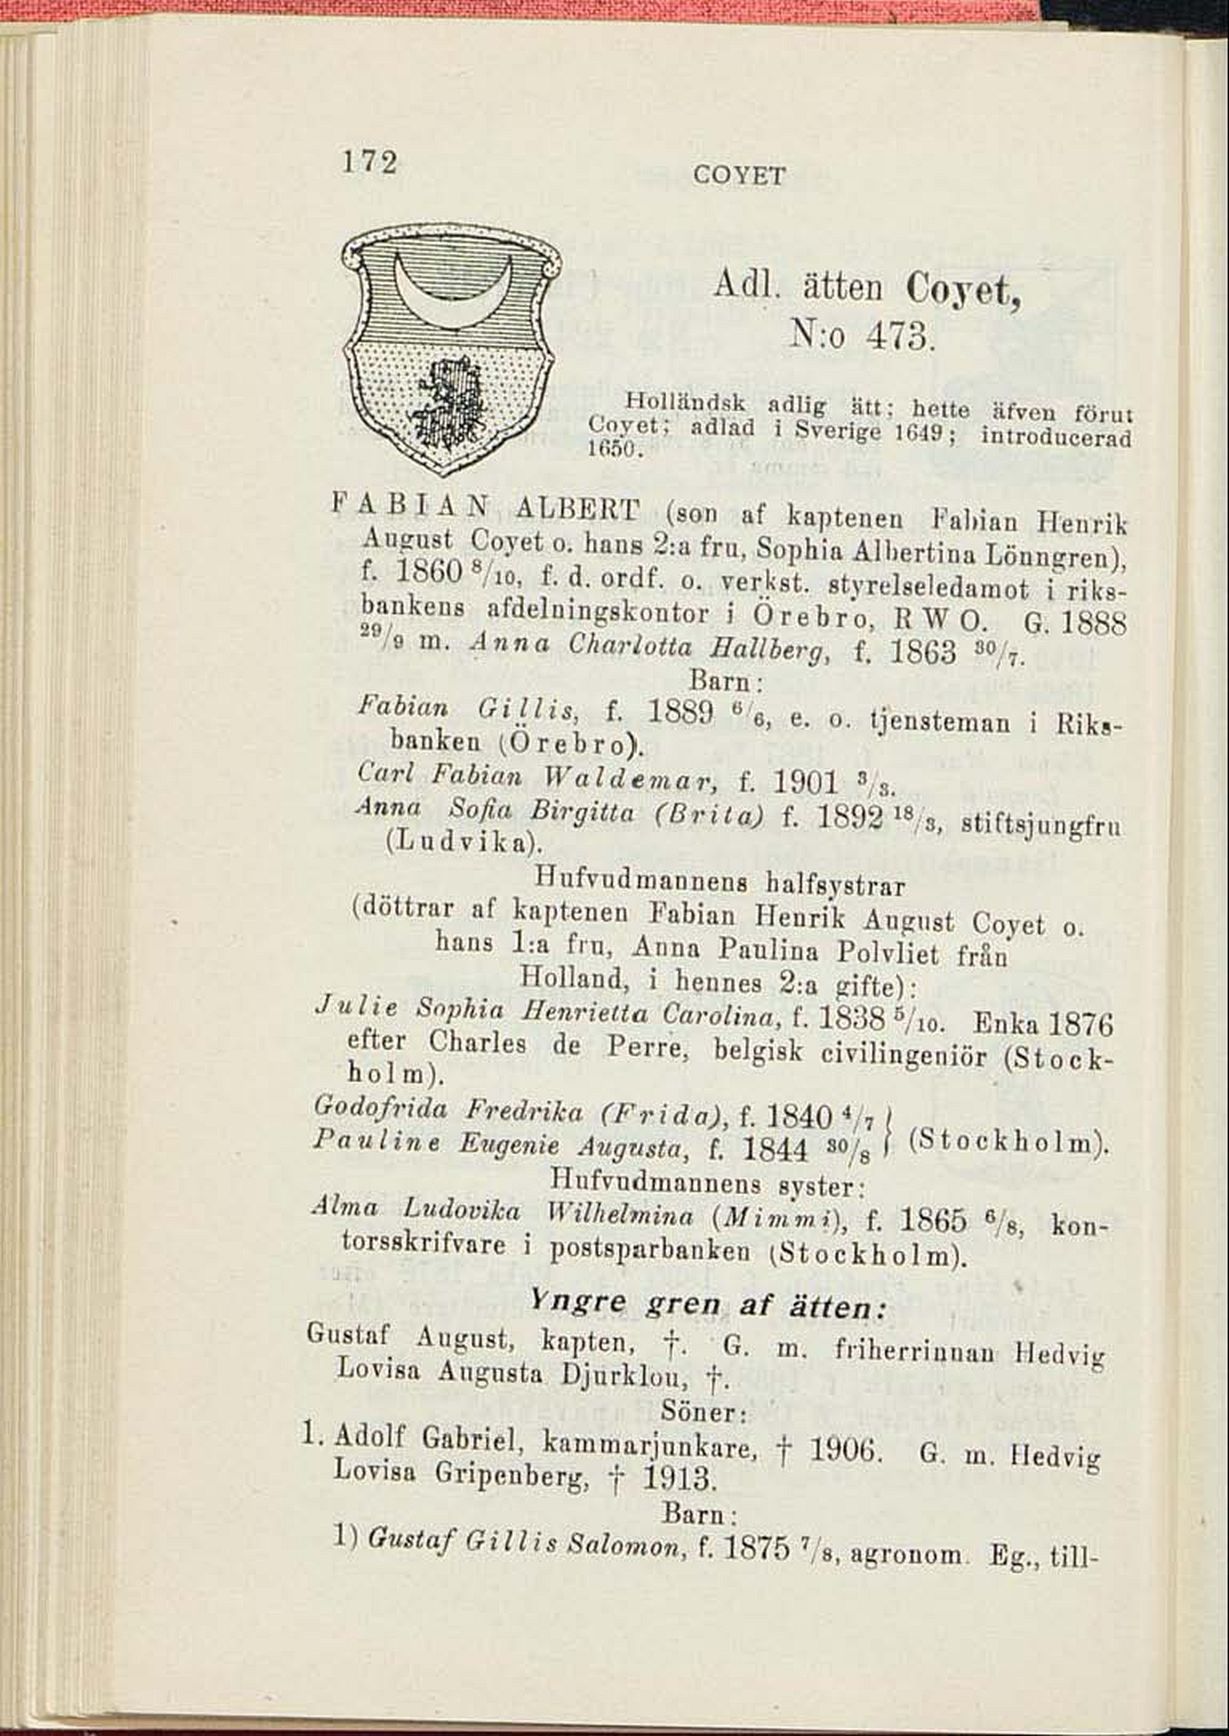 172
COYET
Adl. ätten Coyet,
N:o 473.
Holländsk adlig ätt; hette äfven förut
Coyet; adlad i Sverige 1649; introducerad
1650.
FABIAN ALBERT (son af kaptenen Fabian Henrik
August Coyet o. hans 2:a fru, Sophia Albertina Lönngren),
f. 1860 8/10, f. d. ordf. o. verkst. styrelseledamot i riks-
bankens afdelningskontor i Örebro, RWO. G. 1888
29/9 m. Anna Charlotta Hallberg, f. 1863 30/7.
Barn:
Fabian Gillis, f. 1889 6/6, e. o. tjensteman i Riks-
banken (Örebro).
Carl Fabian Waldemar, f. 1901 3/3.
Anna Sofia Birgitta (Brita) f. 1892 18/3, stiftsjungfru
(Ludvika).
Hufvudmannens halfsystrar
(döttrar af kaptenen Fabian Henrik August Coyet o.
hans 1:a fru, Anna Paulina Polvliet från
Holland, i hennes 2:a gifte):
Julie Sophia Henrietta Carolina, f. 1838 5/10. Enka 1876
efter Charles de Perre, belgisk civilingeniör (Stock-
holm).
Godofrida Fredrika (Frida), f. 1840 4/7 }
Pauline Eugenie Augusta, f. 1844 30/8 } (Stockholm).
Hufvudmannens syster:
Alma Ludovika Wilhelmina (Mimmi), f. 1865 6/8, kon-
torsskrifvare i postsparbanken (Stockholm).
Yngre gren af ätten:
Gustaf August, kapten, †. G. m. friherrinnan Hedvig
Lovisa Augusta Djurklou, †.
Söner:
1. Adolf Gabriel, kammarjunkare, † 1906. G. m. Hedvig
Lovisa Gripenberg, † 1913.
Barn:
1) Gustaf Gillis Salomon, f. 1875 7/8, agronom. Eg., till-